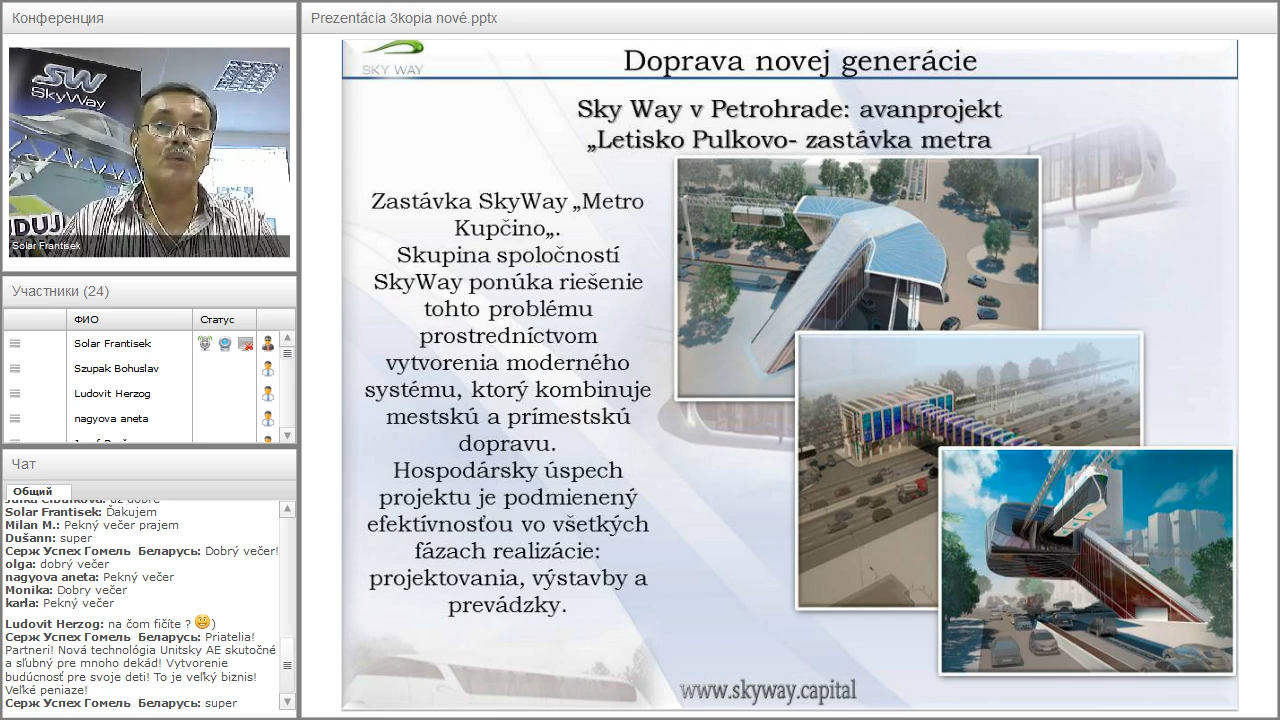 Конференция
SW
SkyWay
DUJ
Solar Frantisek
Участники (24)
ФИО Статус
Solar Frantisek
Szupak Bohuslav
Ludovit Herzog
nagyova aneta
Чат
Общий
Solar Frantisek: Ďakujem
Milan M.: Pekný večer prajem
Dušann: super
Серж Успех Гомель Беларусь: Dobrý večer!
olga: dobrý večer
nagyova aneta: Pekný večer
Monika: Dobry večer
karla: Pekný večer
Ludovit Herzog: na čom fičíte ? )
Серж Успех Гомель Беларусь: Priatelia!
Partneri! Nová technológia Unitsky AE skutočné
a sľubný pre mnoho dekád! Vytvorenie
budúcnosť pre svoje deti! To je veľký biznis!
Veľké peniaze!
Серж Успех Гомель Беларусь: super
Prezentácia 3kopia nové.pptx
SKY WAY
Doprava novej generácie
Sky Way v Petrohrade: avanprojekt
„Letisko Pulkovo- zastávka metra
Zastávka SkyWay „Metro
Kupčino„.
Skupina spoločností
SkyWay ponúka riešenie
tohto problému
prostredníctvom
vytvorenia moderného
systému, ktorý kombinuje
mestskú a prímestskú
dopravu.
Hospodársky úspech
projektu je podmienený
efektívnosťou vo všetkých
fázach realizácie:
projektovania, výstavby a
prevádzky.
www.skyway.capital